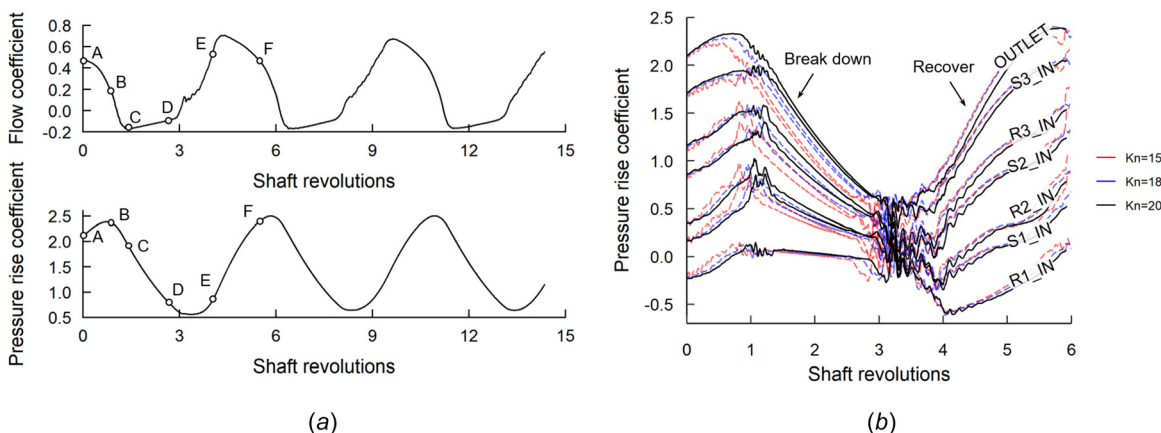 Flow coefficient
0.8
0.6
0.4
0.2
0.0
-0.2
A
B
C
D
E
F
0
3
6
9
12
15
Shaft revolutions
Pressure rise coefficient
2.5
2.0
1.5
1.0
0.5
A
B
C
D
E
F
0
3
6
9
12
15
Shaft revolutions
(a)
Pressure rise coefficient
2.5
2.0
1.5
1.0
0.5
0.0
-0.5
Break down
Recover
OUTLET
S3_IN
R3_IN
S2_IN
R2_IN
S1_IN
R1_IN
0
1
2
3
4
5
6
Shaft revolutions
Kn=15
Kn=18
Kn=20
(b)